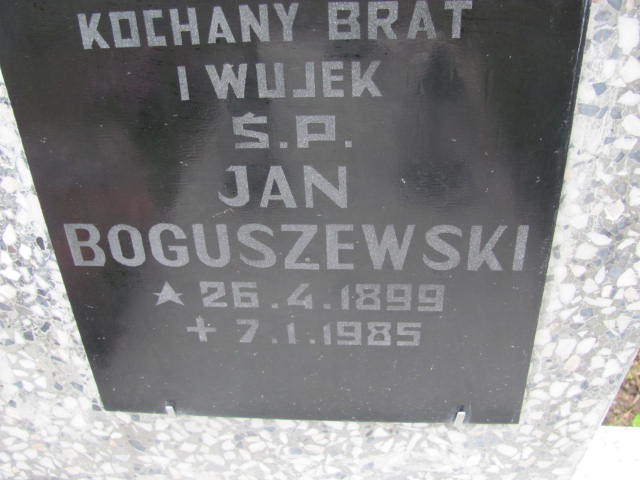 KOCHANY BRAT
I WUJEK
Ś.P.
JAN
BOGUSZEWSKI
★ 26.4.1899
✝ 7.1.1985